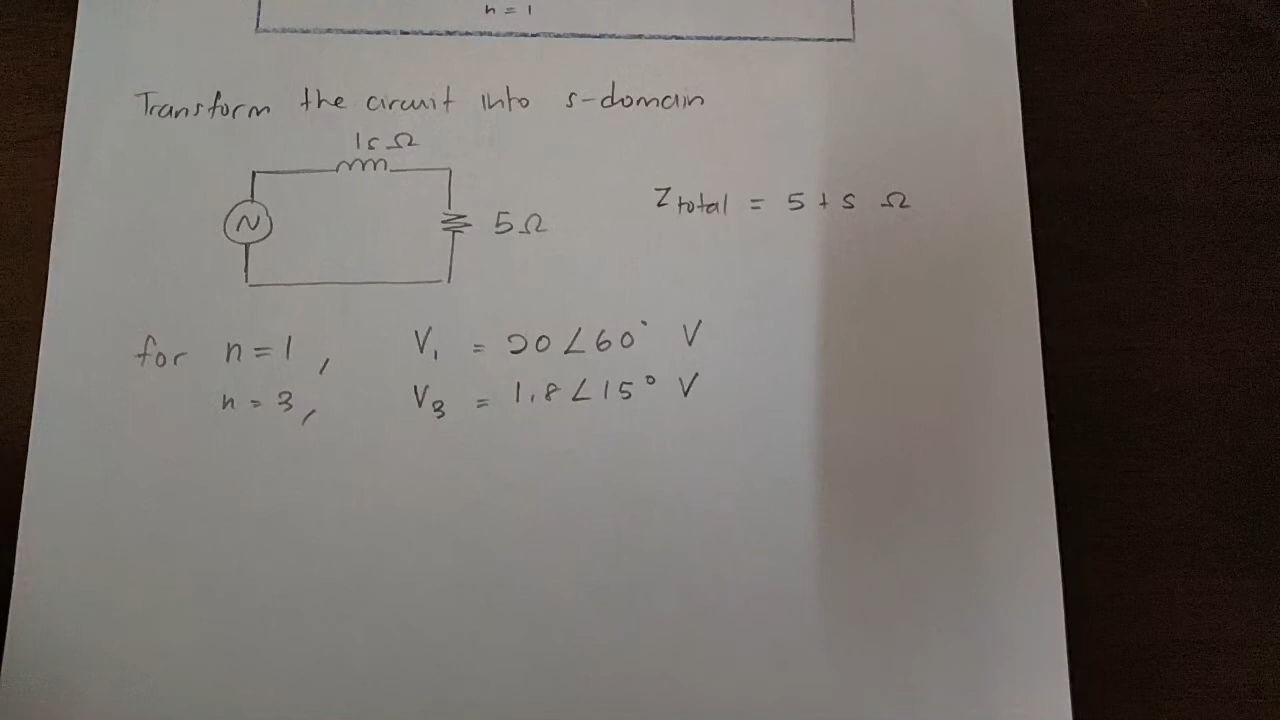 n = 1
Transform the circuit into s-domain
1s Ω
5Ω
Z total = 5 + s Ω
for n = 1 , V₁ = 20∠60° V
n = 3, V₃ = 1.8∠15° V